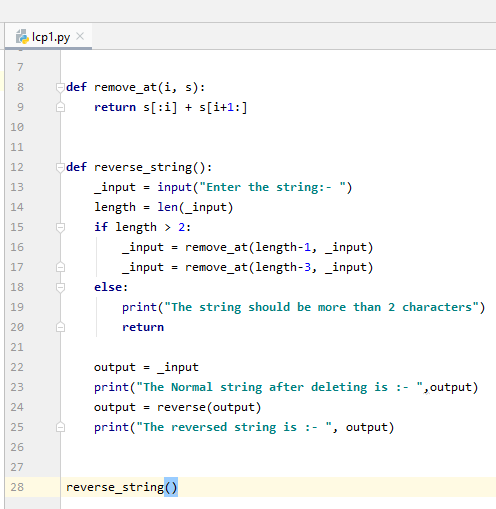 lcp1.py
7
8 def remove_at(i, s):
9     return s[:i] + s[i+1:]
10
11
12 def reverse_string():
13     _input = input("Enter the string:- ")
14     length = len(_input)
15     if length > 2:
16         _input = remove_at(length-1, _input)
17         _input = remove_at(length-3, _input)
18     else:
19         print("The string should be more than 2 characters")
20         return
21
22     output = _input
23     print("The Normal string after deleting is :- ",output)
24     output = reverse(output)
25     print("The reversed string is :- ", output)
26
27
28 reverse_string()